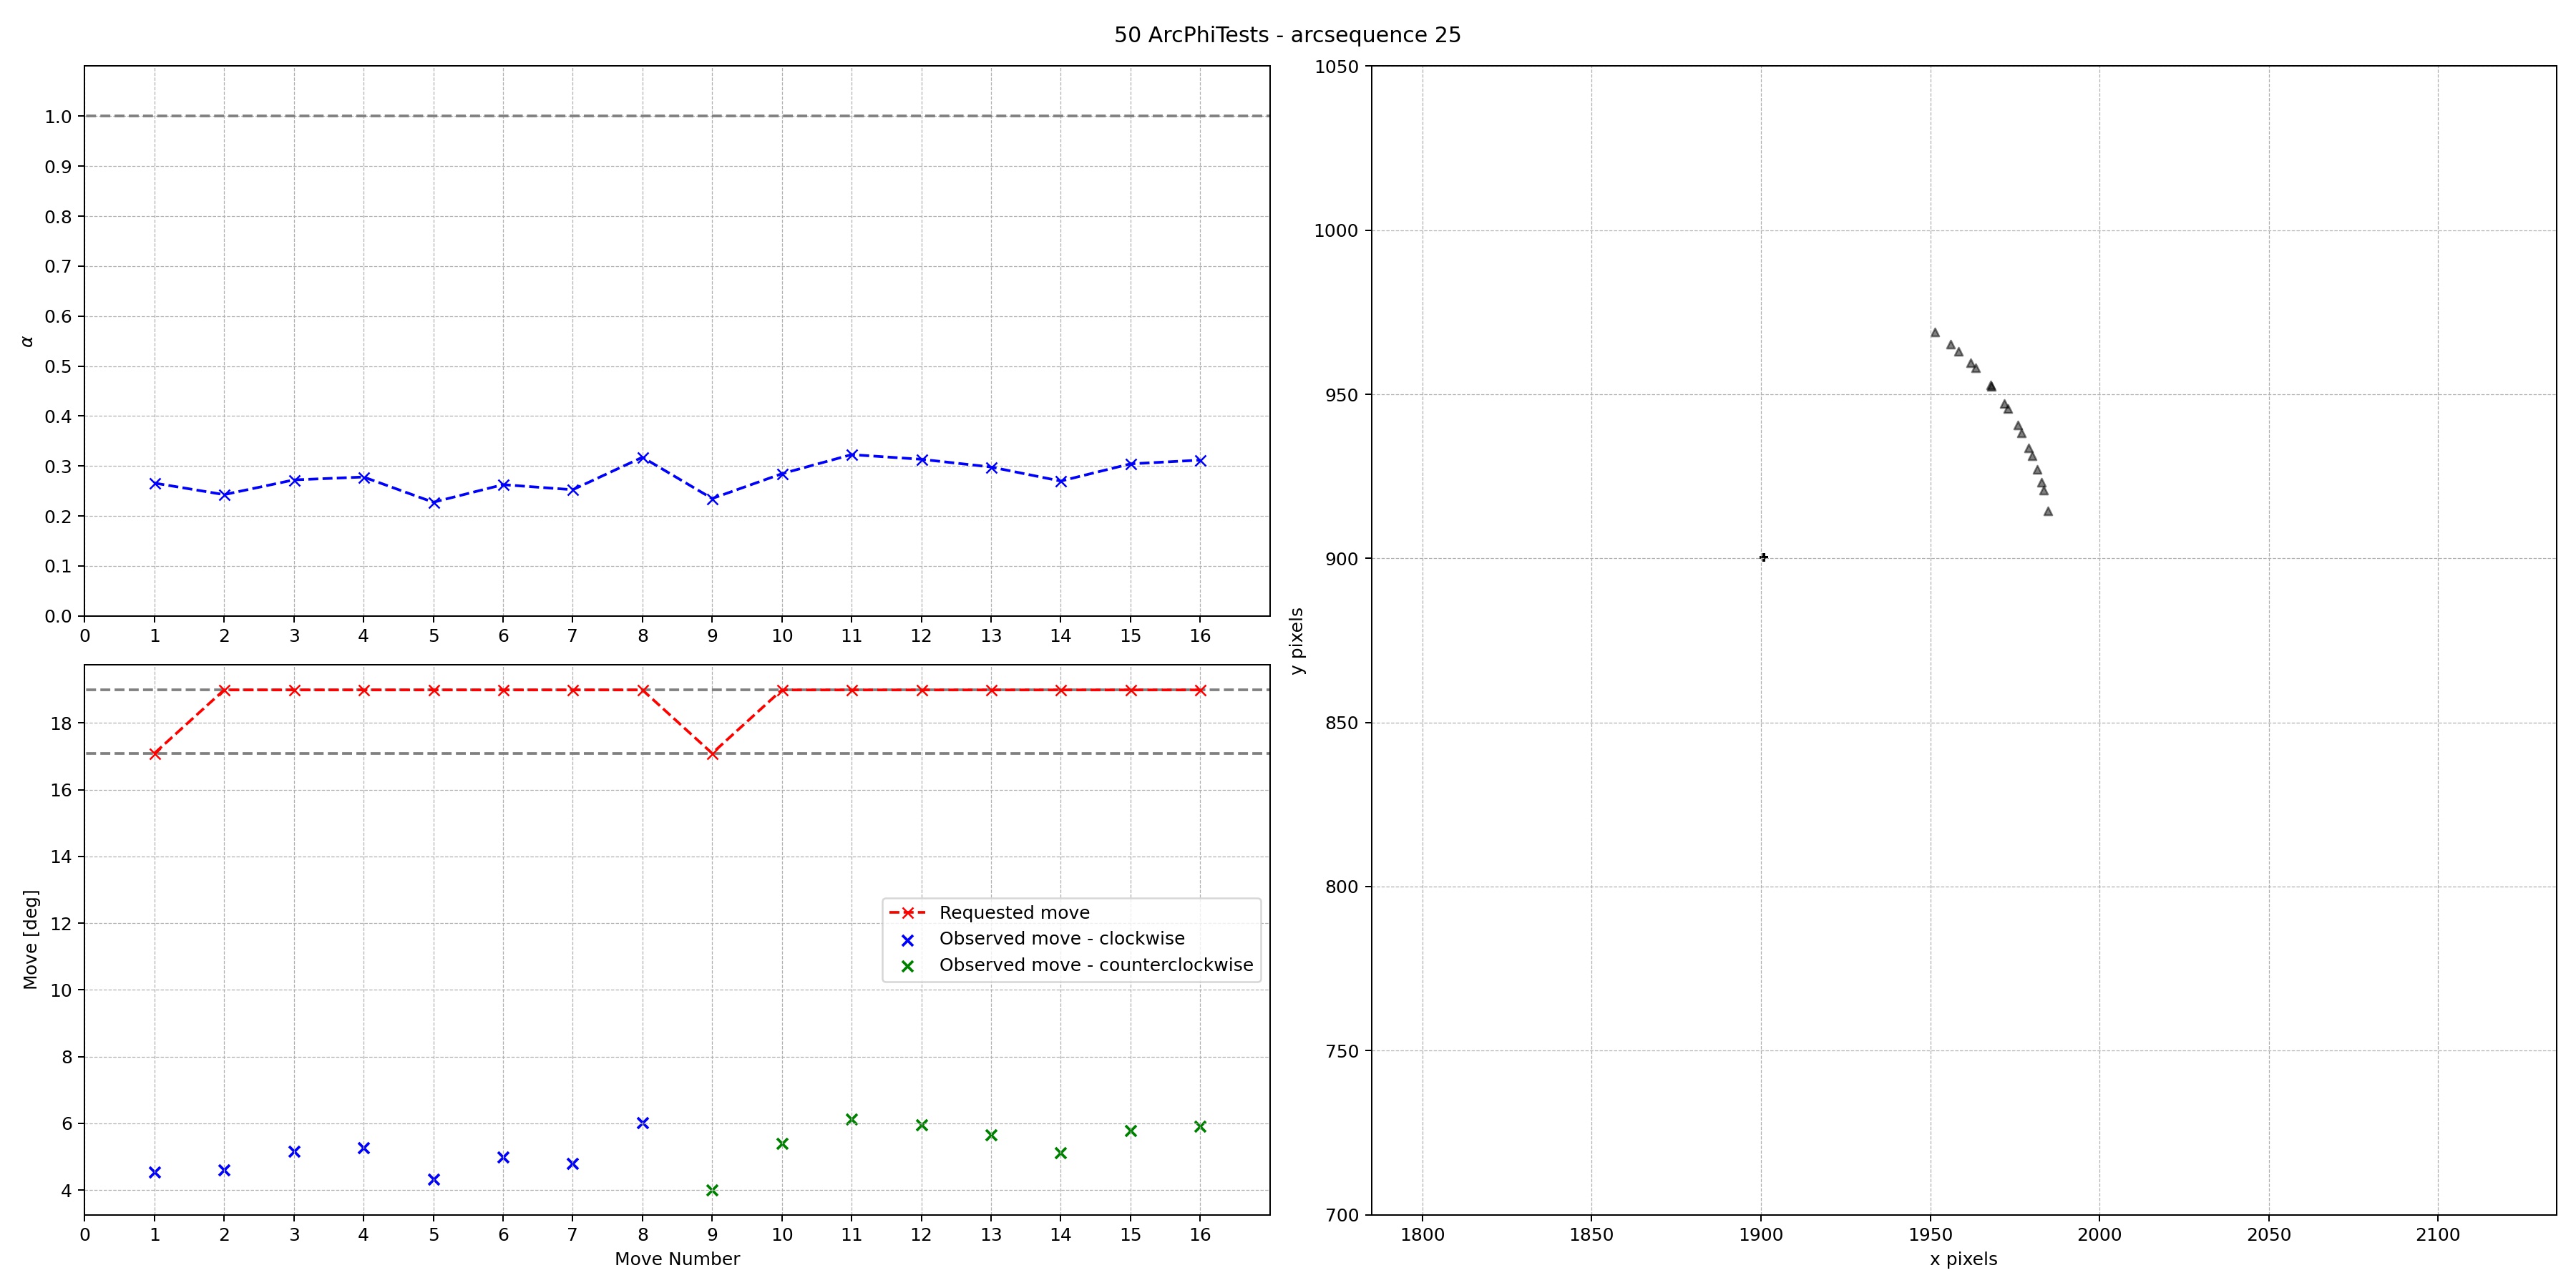 50 ArcPhiTests - arcsequence 25
1.0
0.9
0.8
0.7
0.6
0.5
0.4
0.3
0.2
0.1
0.0
α
0 1 2 3 4 5 6 7 8 9 10 11 12 13 14 15 16
18
16
14
12
10
8
6
4
Move [deg]
Requested move
Observed move - clockwise
Observed move - counterclockwise
0 1 2 3 4 5 6 7 8 9 10 11 12 13 14 15 16
Move Number
1050
1000
950
900
850
800
750
700
y pixels
1800 1850 1900 1950 2000 2050 2100
x pixels